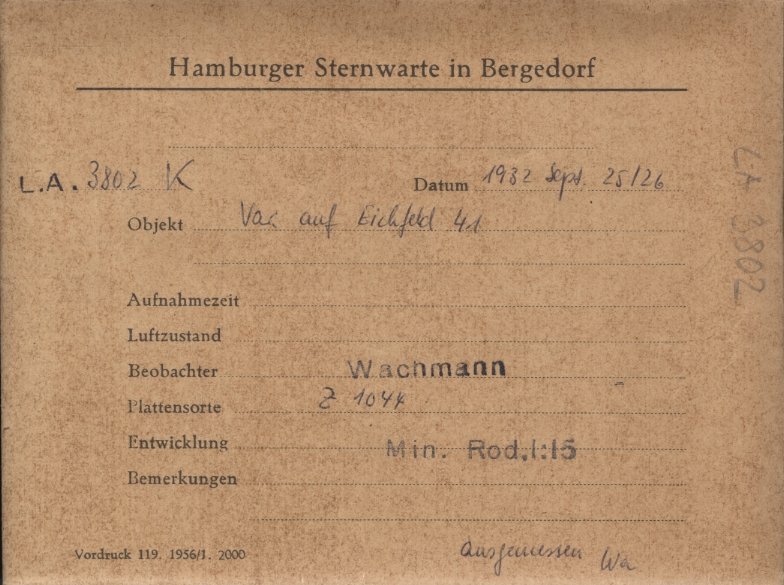 Hamburger Sternwarte in Bergedorf
L.A. 3802 K
Datum 1932 Sept. 25/26
Objekt Var auf Eichfeld 41
Aufnahmezeit
Luftzustand
Beobachter Wachmann
Plattensorte Z 1044
Entwicklung Min. Rod. 1:15
Bemerkungen
Vordruck 119. 1956/1. 2000
ausgemessen Wa
LA 3802